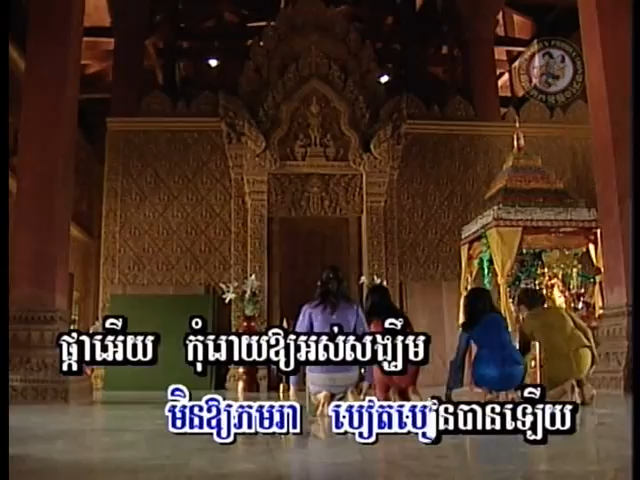 ផ្កាអើយ កុំរោយឱ្យអស់សង្ឃឹម
មិនឱ្យភមរា បៀតបៀនបានឡើយ